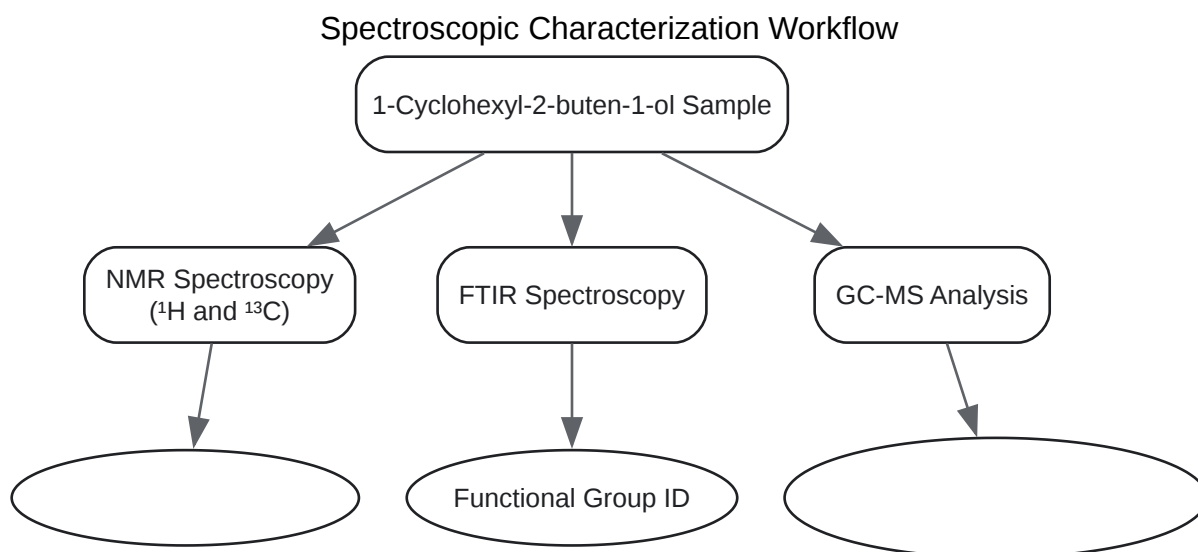 Spectroscopic Characterization Workflow
1-Cyclohexyl-2-buten-1-ol Sample
NMR Spectroscopy
(¹H and ¹³C)
FTIR Spectroscopy
GC-MS Analysis
Functional Group ID